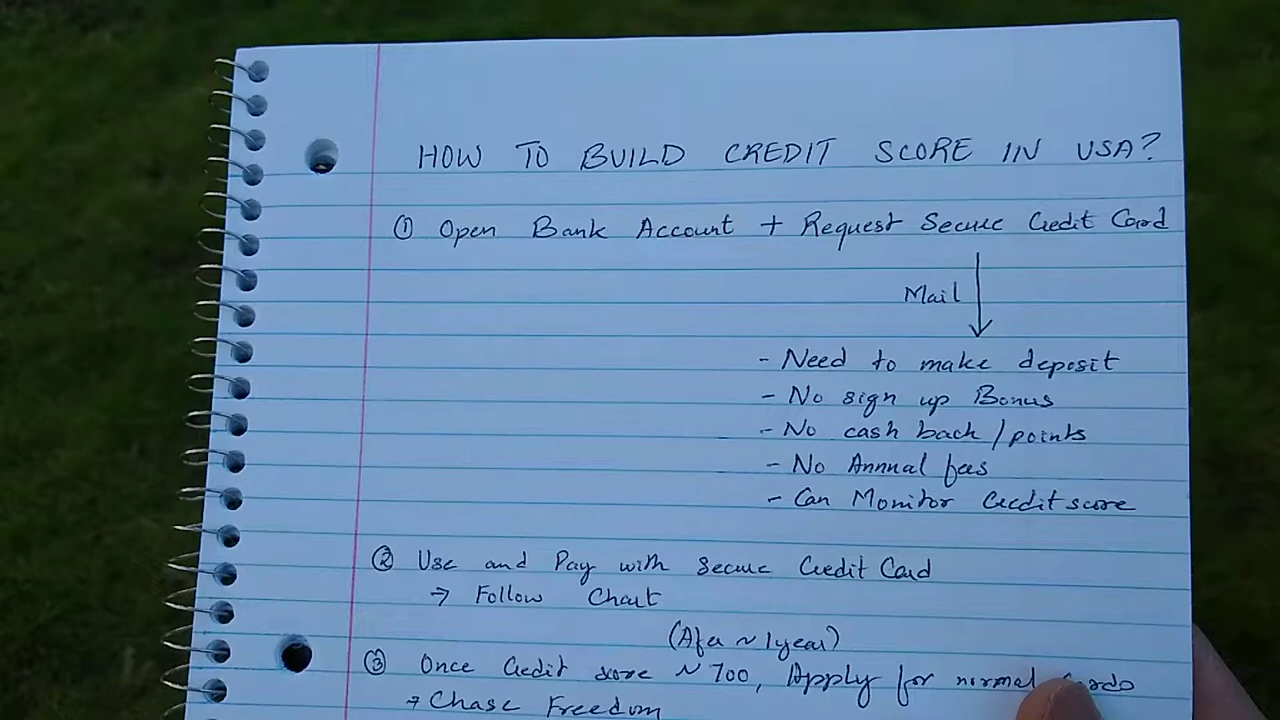 HOW TO BUILD CREDIT SCORE IN USA?
① Open Bank Account + Request Secure Credit Card
Mail
- Need to make deposit
- No sign up Bonus
- No cash back/points
- No Annual fees
- Can Monitor Credit score
② Use and Pay with Secure Credit Card
→ Follow Chart
(After ~ 1 year)
③ Once Credit score ~ 700, Apply for normal
→ Chase Freedom